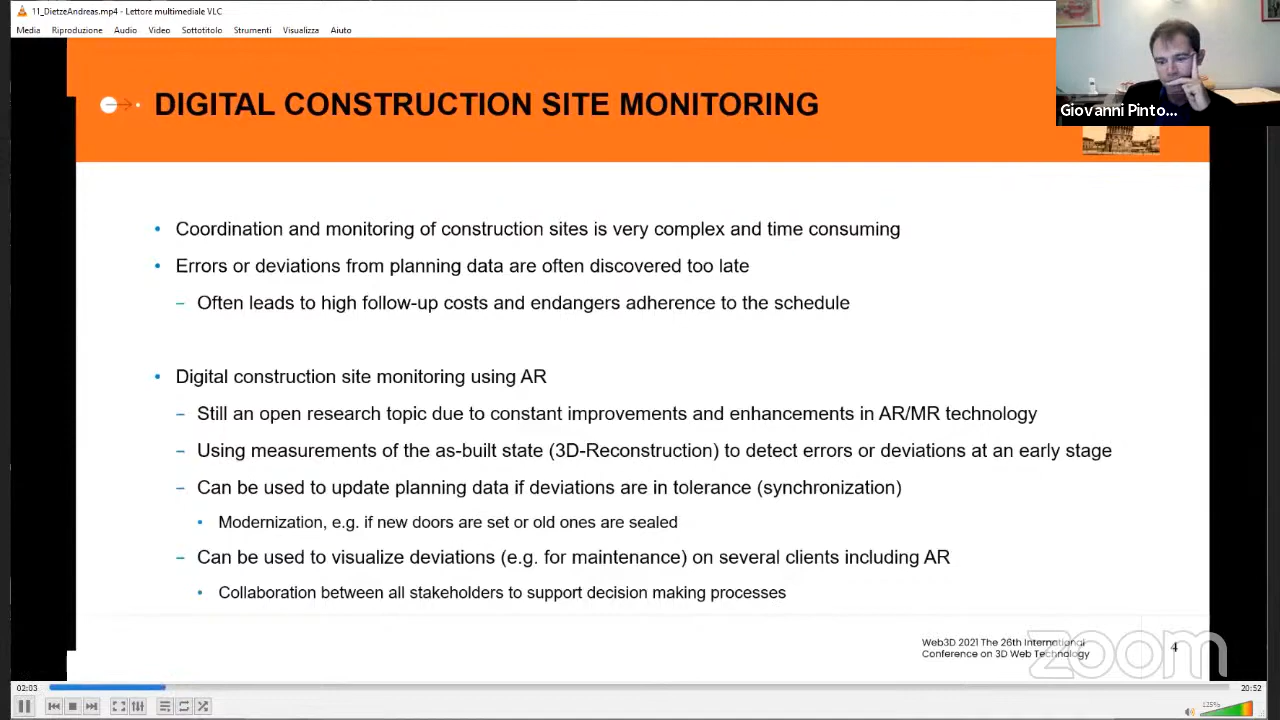 11_DietzeAndreas.mp4 - Lettore multimediale VLC
Media Riproduzione Audio Video Sottotitolo Strumenti Visualizza Aiuto
Giovanni Pinto...
DIGITAL CONSTRUCTION SITE MONITORING
• Coordination and monitoring of construction sites is very complex and time consuming
• Errors or deviations from planning data are often discovered too late
– Often leads to high follow-up costs and endangers adherence to the schedule
• Digital construction site monitoring using AR
– Still an open research topic due to constant improvements and enhancements in AR/MR technology
– Using measurements of the as-built state (3D-Reconstruction) to detect errors or deviations at an early stage
– Can be used to update planning data if deviations are in tolerance (synchronization)
▪ Modernization, e.g. if new doors are set or old ones are sealed
– Can be used to visualize deviations (e.g. for maintenance) on several clients including AR
• Collaboration between all stakeholders to support decision making processes
Web3D 2021 The 26th International
Conference on 3D Web Technology
4
zoom
02:03
20:52
125%